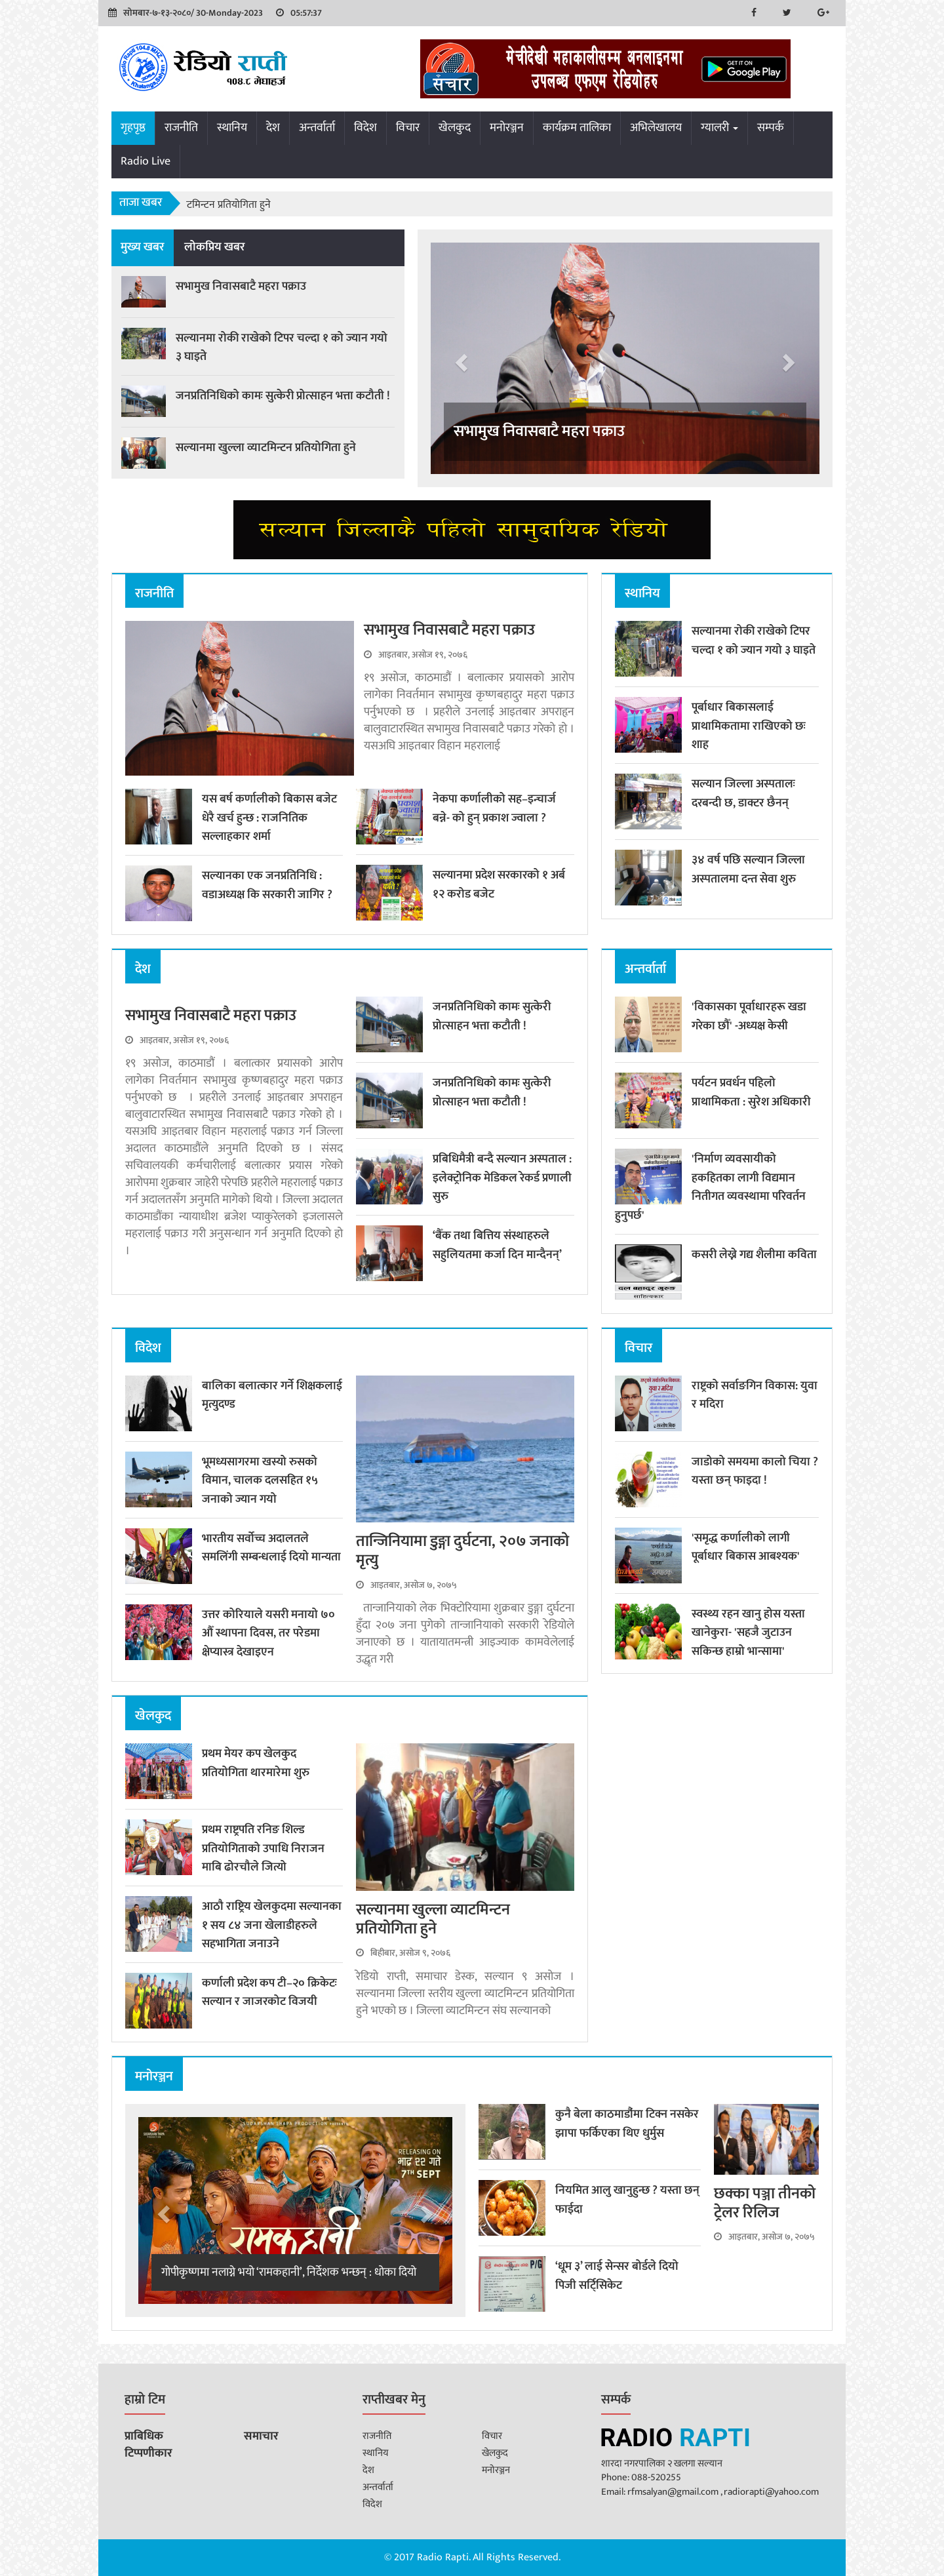 सोमबार-७-१३-२०८०/ 30-Monday-2023
05:57:37
रेडियो राप्ती
१०४.८ मेघाहर्ज
मेचीदेखी महाकालीसम्म अनलाइनमा
उपलब्ध एफएम रेडियोहरु
संचार
GET IT ON
Google Play
गृहपृष्ठ
राजनीति
स्थानिय
देश
अन्तर्वार्ता
विदेश
विचार
खेलकुद
मनोरञ्जन
कार्यक्रम तालिका
अभिलेखालय
ग्यालरी
सम्पर्क
Radio Live
ताजा खबर
टमिन्टन प्रतियोगिता हुने
मुख्य खबर
लोकप्रिय खबर
सभामुख निवासबाटै महरा पक्राउ
सल्यानमा रोकी राखेको टिपर चल्दा १ को ज्यान गयो
३ घाइते
जनप्रतिनिधिको कामः सुत्केरी प्रोत्साहन भत्ता कटौती !
सल्यानमा खुल्ला व्याटमिन्टन प्रतियोगिता हुने
सभामुख निवासबाटै महरा पक्राउ
सल्यान जिल्लाकै पहिलो सामुदायिक रेडियो
राजनीति
सभामुख निवासबाटै महरा पक्राउ
आइतबार, असोज १९, २०७६
१९ असोज, काठमाडौं । बलात्कार प्रयासको आरोप
लागेका निवर्तमान सभामुख कृष्णबहादुर महरा पक्राउ
पर्नुभएको छ । प्रहरीले उनलाई आइतबार अपराहन
बालुवाटारस्थित सभामुख निवासबाटै पक्राउ गरेको हो ।
यसअघि आइतबार विहान महरालाई
यस बर्ष कर्णालीको बिकास बजेट
धेरै खर्च हुन्छ : राजनितिक
सल्लाहकार शर्मा
सल्यानका एक जनप्रतिनिधि :
वडाअध्यक्ष कि सरकारी जागिर ?
नेकपा कर्णालीको सह–इन्चार्ज
बन्ने- को हुन् प्रकाश ज्वाला ?
सल्यानमा प्रदेश सरकारको १ अर्ब
१२ करोड बजेट
स्थानिय
सल्यानमा रोकी राखेको टिपर
चल्दा १ को ज्यान गयो ३ घाइते
पूर्बाधार बिकासलाई
प्राथामिकतामा राखिएको छः
शाह
सल्यान जिल्ला अस्पतालः
दरबन्दी छ, डाक्टर छैनन्
३४ वर्ष पछि सल्यान जिल्ला
अस्पतालमा दन्त सेवा शुरु
देश
सभामुख निवासबाटै महरा पक्राउ
आइतबार, असोज १९, २०७६
१९ असोज, काठमाडौं । बलात्कार प्रयासको आरोप
लागेका निवर्तमान सभामुख कृष्णबहादुर महरा पक्राउ
पर्नुभएको छ । प्रहरीले उनलाई आइतबार अपराहन
बालुवाटारस्थित सभामुख निवासबाटै पक्राउ गरेको हो ।
यसअघि आइतबार विहान महरालाई पक्राउ गर्न जिल्ला
अदालत काठमाडौंले अनुमति दिएको छ । संसद
सचिवालयकी कर्मचारीलाई बलात्कार प्रयास गरेको
आरोपमा शुक्रबार जाहेरी परेपछि प्रहरीले महरालाई पक्राउ
गर्न अदालतसँग अनुमति मागेको थियो । जिल्ला अदालत
काठमाडौंका न्यायाधीश ब्रजेश प्याकुरेलको इजलासले
महरालाई पक्राउ गरी अनुसन्धान गर्न अनुमति दिएको हो
।
जनप्रतिनिधिको कामः सुत्केरी
प्रोत्साहन भत्ता कटौती !
जनप्रतिनिधिको कामः सुत्केरी
प्रोत्साहन भत्ता कटौती !
प्रबिधिमैत्री बन्दै सल्यान अस्पताल :
इलेक्ट्रोनिक मेडिकल रेकर्ड प्रणाली
सुरु
‘बैँक तथा बित्तिय संस्थाहरुले
सहुलियतमा कर्जा दिन मान्दैनन्’
अन्तर्वार्ता
'विकासका पूर्वाधारहरू खडा
गरेका छौँ' -अध्यक्ष केसी
पर्यटन प्रवर्धन पहिलो
प्राथामिकता : सुरेश अधिकारी
'निर्माण व्यवसायीको
हकहितका लागी विद्यमान
नितीगत व्यवस्थामा परिवर्तन
हुनुपर्छ'
कसरी लेख्ने गद्य शैलीमा कविता
दल बहादुर गुरुङ
साहित्यकार
विदेश
बालिका बलात्कार गर्ने शिक्षकलाई
मृत्युदण्ड
भूमध्यसागरमा खस्यो रुसको
विमान, चालक दलसहित १५
जनाको ज्यान गयो
भारतीय सर्वोच्च अदालतले
समलिंगी सम्बन्धलाई दियो मान्यता
उत्तर कोरियाले यसरी मनायो ७०
औँ स्थापना दिवस, तर परेडमा
क्षेप्यास्त्र देखाइएन
तान्जिनियामा डुङ्गा दुर्घटना, २०७ जनाको
मृत्यु
आइतबार, असोज ७, २०७५
तान्जानियाको लेक भिक्टोरियामा शुक्रबार डुङ्गा दुर्घटना
हुँदा २०७ जना पुगेको तान्जानियाको सरकारी रेडियोले
जनाएको छ । यातायातमन्त्री आइज्याक कामवेलेलाई
उद्धृत गरी
विचार
राष्ट्रको सर्वाङगिन विकास: युवा
र मदिरा
जाडोको समयमा कालो चिया ?
यस्ता छन् फाइदा !
'समृद्ध कर्णालीको लागी
पूर्बाधार बिकास आबश्यक'
स्वस्थ्य रहन खानु होस यस्ता
खानेकुरा- 'सहजै जुटाउन
सकिन्छ हाम्रो भान्सामा'
खेलकुद
प्रथम मेयर कप खेलकुद
प्रतियोगिता थारमारेमा शुरु
प्रथम राष्ट्रपति रनिङ शिल्ड
प्रतियोगिताको उपाधि निराजन
माबि ढोरचौले जित्यो
आठौ राष्ट्रिय खेलकुदमा सल्यानका
१ सय ८४ जना खेलाडीहरुले
सहभागिता जनाउने
कर्णाली प्रदेश कप टी–२० क्रिकेटः
सल्यान र जाजरकोट विजयी
सल्यानमा खुल्ला व्याटमिन्टन
प्रतियोगिता हुने
बिहीबार, असोज ९, २०७६
रेडियो राप्ती, समाचार डेस्क, सल्यान ९ असोज ।
सल्यानमा जिल्ला स्तरीय खुल्ला व्याटमिन्टन प्रतियोगिता
हुने भएको छ । जिल्ला व्याटमिन्टन संघ सल्यानको
मनोरञ्जन
RELEASING ON
भाद्र २२ गते
7TH SEPT
रामकहानी
गोपीकृष्णमा नलाग्ने भयो ‘रामकहानी’, निर्देशक भन्छन् : धोका दियो
कुनै बेला काठमाडौंमा टिक्न नसकेर
झापा फर्किएका थिए धुर्मुस
नियमित आलु खानुहुन्छ ? यस्ता छन्
फाईदा
P/G
‘धूम ३’ लाई सेन्सर बोर्डले दियो
पिजी सर्टि्सिकेट
छक्का पञ्जा तीनको
ट्रेलर रिलिज
आइतबार, असोज ७, २०७५
हाम्रो टिम
प्राबिधिक
टिप्पणीकार
समाचार
राप्तीखबर मेनु
राजनीति
स्थानिय
देश
अन्तर्वार्ता
विदेश
विचार
खेलकुद
मनोरञ्जन
सम्पर्क
RADIO RAPTI
शारदा नगरपालिका २ खलगा सल्यान
Phone: 088-520255
Email: rfmsalyan@gmail.com , radiorapti@yahoo.com
© 2017 Radio Rapti. All Rights Reserved.